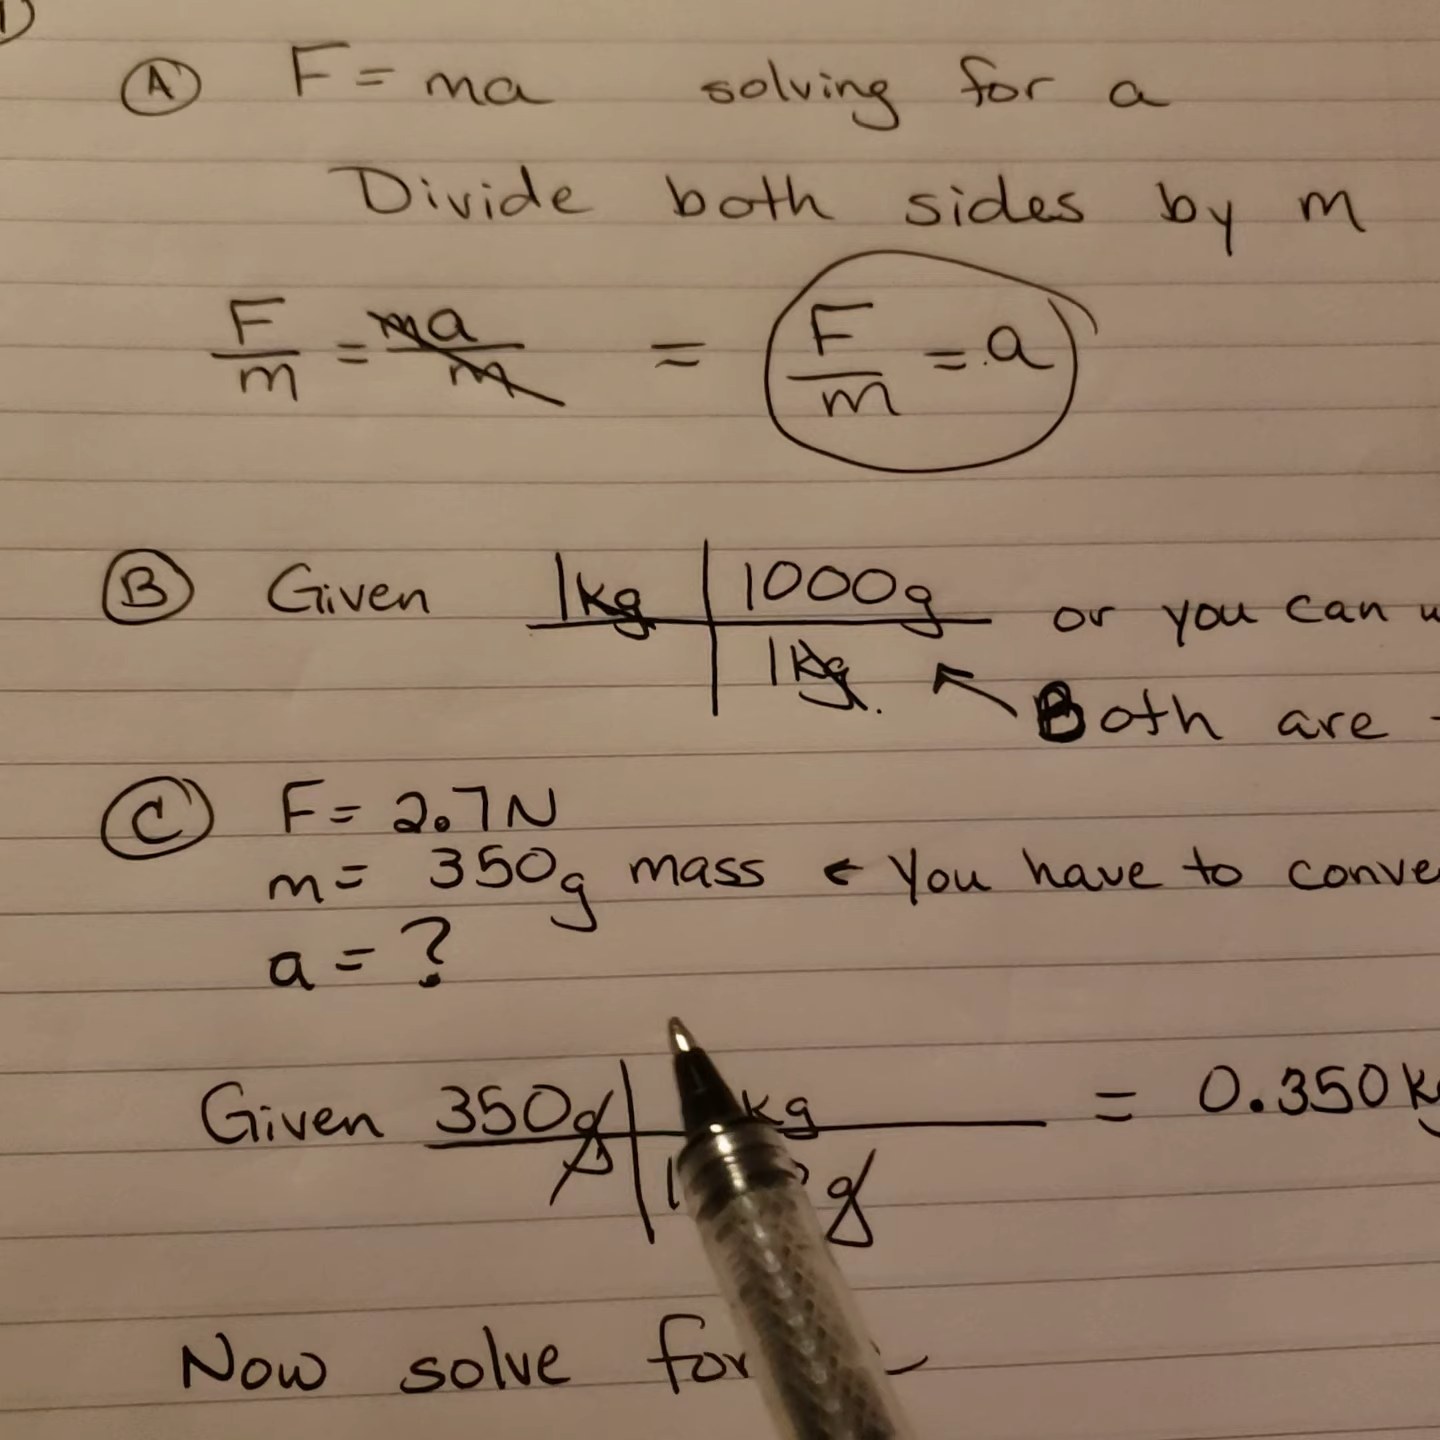 A F = ma solving for a
Divide both sides by m
F/m = ma/m = F/m = a
B Given 1kg | 1000g or you can
1kg. Both are
C F = 2.7N
m = 350g mass ← You have to conve
a = ?
Given 350g | kg = 0.350k
g
Now solve for